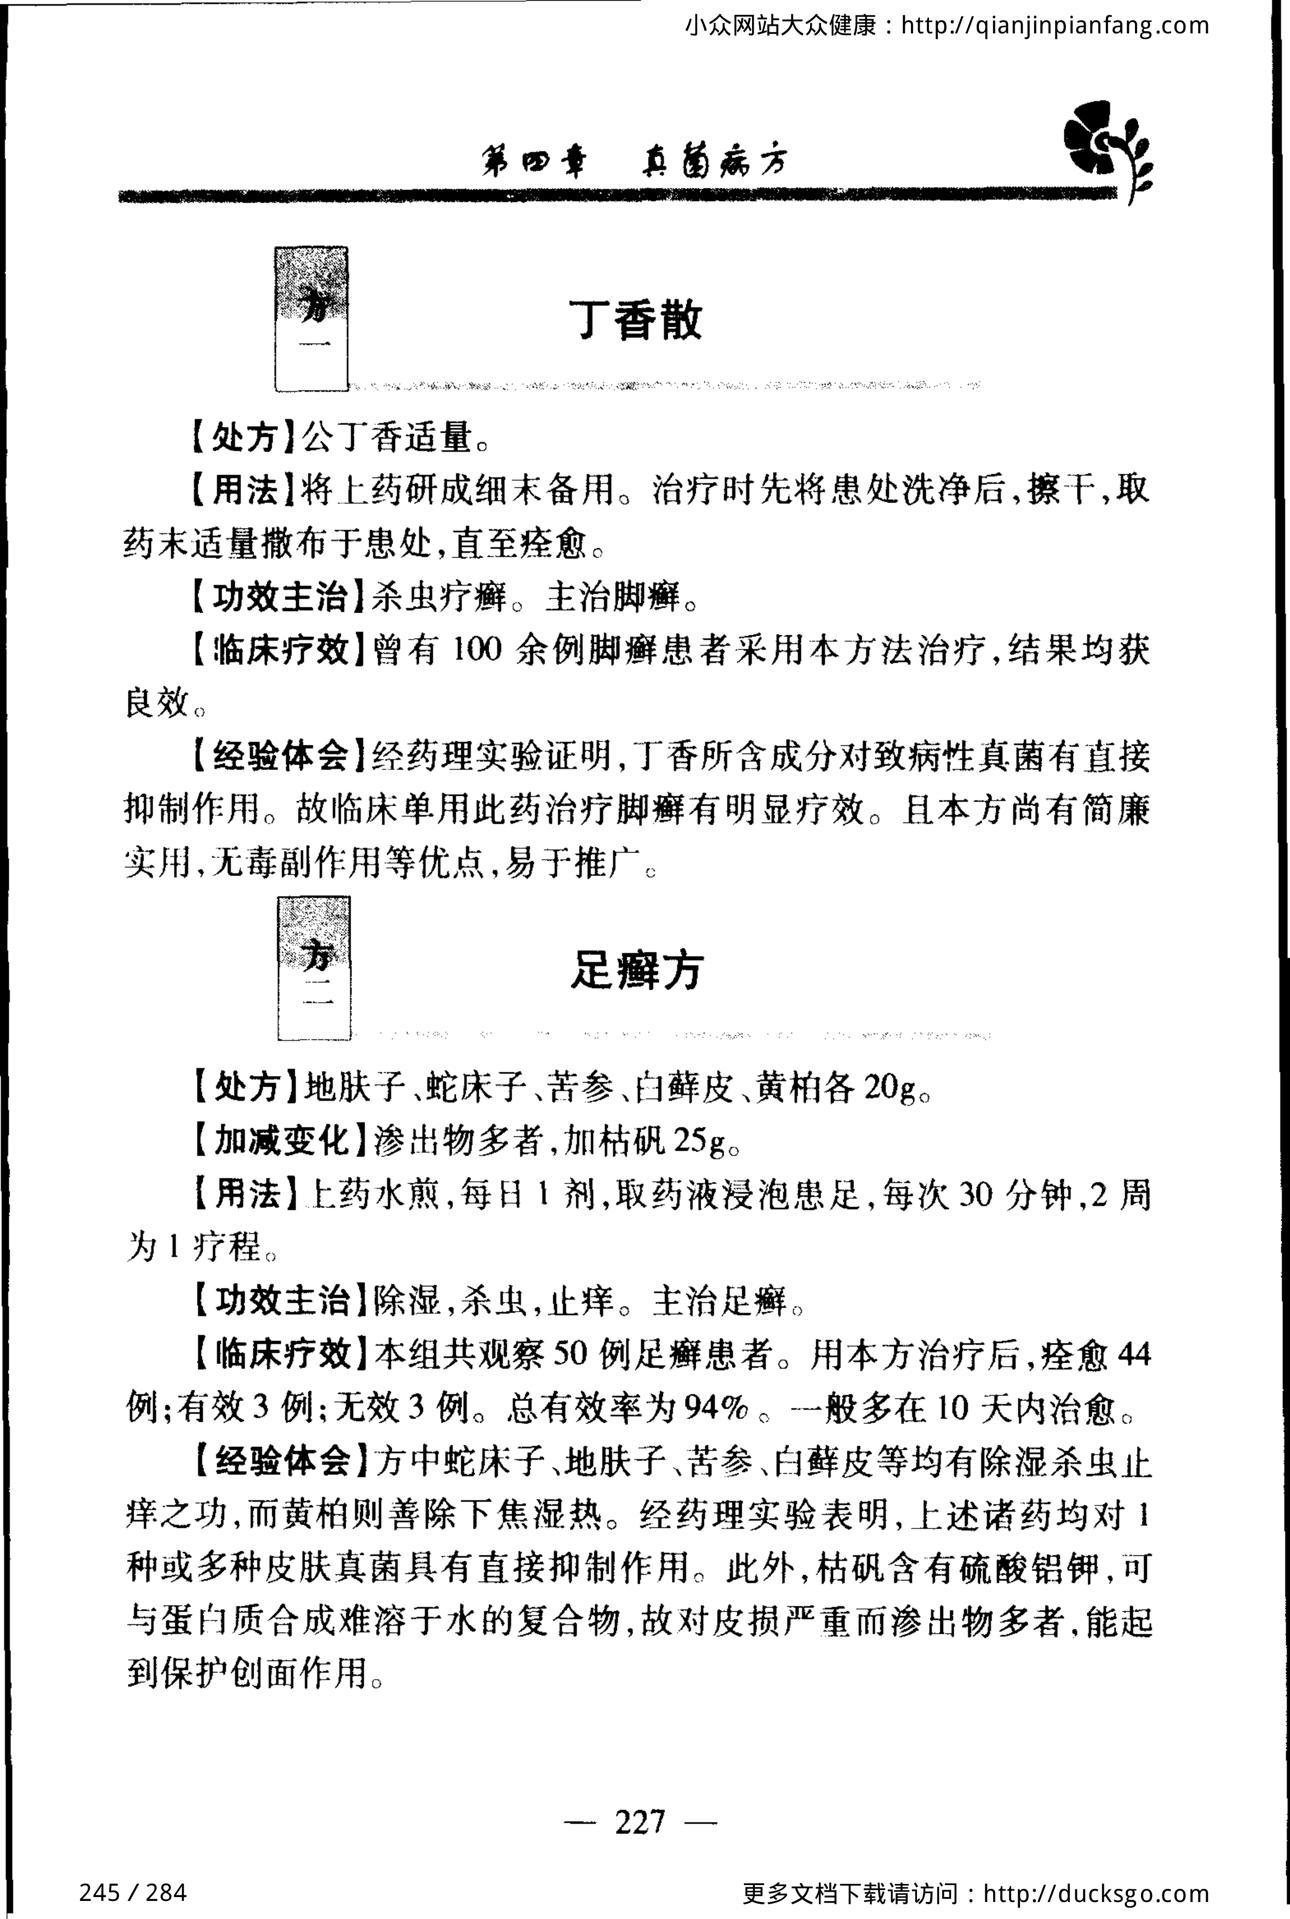 小众网站大众健康：http://qianjinpianfang.com
第四章 真菌病方
方一
丁香散
【处方】公丁香适量。
【用法】将上药研成细末备用。治疗时先将患处洗净后,擦干,取
药末适量撒布于患处,直至痊愈。
【功效主治】杀虫疗癣。主治脚癣。
【临床疗效】曾有 100 余例脚癣患者采用本方法治疗,结果均获
良效。
【经验体会】经药理实验证明,丁香所含成分对致病性真菌有直接
抑制作用。故临床单用此药治疗脚癣有明显疗效。且本方尚有简廉
实用,无毒副作用等优点,易于推广。
方二
足癣方
【处方】地肤子、蛇床子、苦参、白藓皮、黄柏各 20g。
【加减变化】渗出物多者,加枯矾 25g。
【用法】上药水煎,每日 1 剂,取药液浸泡患足,每次 30 分钟,2 周
为 1 疗程。
【功效主治】除湿,杀虫,止痒。主治足癣。
【临床疗效】本组共观察 50 例足癣患者。用本方治疗后,痊愈 44
例;有效 3 例;无效 3 例。总有效率为 94%。一般多在 10 天内治愈。
【经验体会】方中蛇床子、地肤子、苦参、白藓皮等均有除湿杀虫止
痒之功,而黄柏则善除下焦湿热。经药理实验表明,上述诸药均对 1
种或多种皮肤真菌具有直接抑制作用。此外,枯矾含有硫酸铝钾,可
与蛋白质合成难溶于水的复合物,故对皮损严重而渗出物多者,能起
到保护创面作用。
— 227 —
245 / 284
更多文档下载请访问：http://ducksgo.com